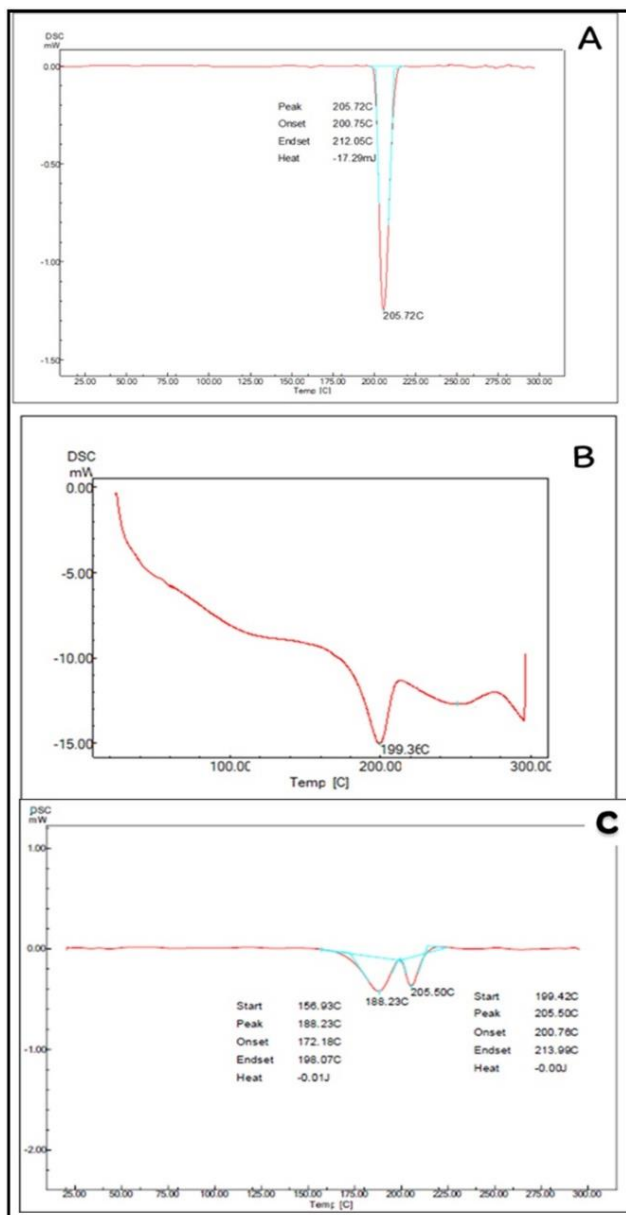 DSC
mW
A
0.00
-0.50
-1.00
-1.50
Peak 205.72C
Onset 200.75C
Endset 212.05C
Heat -17.29mJ
205.72C
25.00 50.00 75.00 100.00 125.00 150.00 175.00 200.00 225.00 250.00 275.00 300.00
Temp [C]
DSC
mW
B
0.00
-5.00
-10.00
-15.00
199.36C
100.00 200.00 300.00
Temp [C]
DSC
mW
C
1.00
0.00
-1.00
-2.00
188.23C
205.50C
Start 156.93C
Peak 188.23C
Onset 172.18C
Endset 198.07C
Heat -0.01J
Start 199.42C
Peak 205.50C
Onset 200.76C
Endset 213.99C
Heat -0.00J
25.00 50.00 75.00 100.00 125.00 150.00 175.00 200.00 225.00 250.00 275.00 300.00
Temp [C]